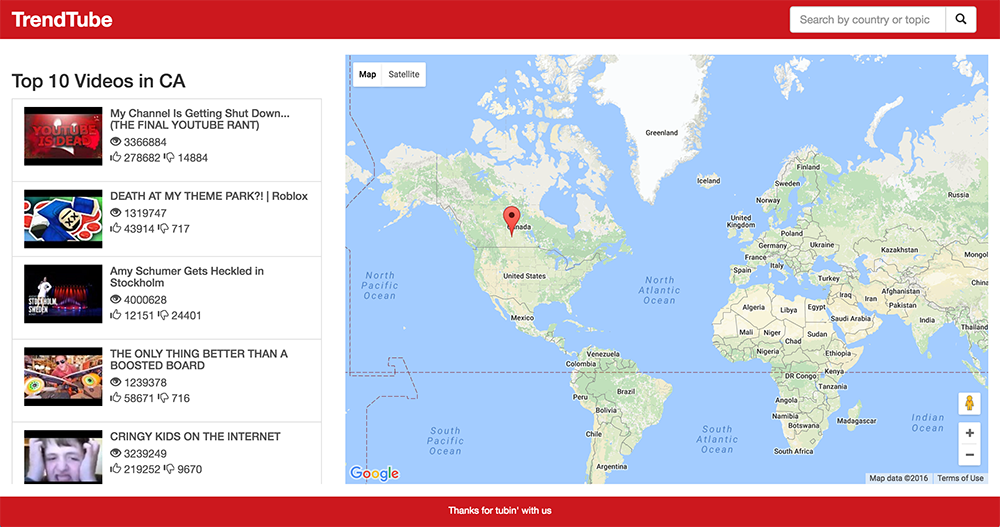 TrendTube
Search by country or topic
Top 10 Videos in CA
YOUTUBE
IS DEAD
My Channel Is Getting Shut Down...
(THE FINAL YOUTUBE RANT)
3366884
278682 14884
DEATH AT MY THEME PARK?! | Roblox
1319747
43914 717
STOCKHOLM,
SWEDEN
Amy Schumer Gets Heckled in
Stockholm
4000628
12151 24401
THE ONLY THING BETTER THAN A
BOOSTED BOARD
1239378
58671 716
CRINGY KIDS ON THE INTERNET
3239249
219252 9670
Map Satellite
Greenland
Iceland
Finland
Sweden
Norway
Russia
United
Kingdom
Poland
Germany
Ukraine
France
Kazakhstan
Italy
Mongol
Spain
Turkey
Canada
United States
North
Pacific
Ocean
North
Atlantic
Ocean
China
Afghanistan
Iraq
Iran
Pakistan
Algeria
Libya
Egypt
Saudi Arabia
India
Thailand
Mexico
Mali
Niger
Sudan
Chad
Nigeria
Ethiopia
Venezuela
Colombia
DR Congo
Kenya
Tanzania
Brazil
Peru
Angola
Bolivia
Namibia
Botswana
Madagascar
Indian
Ocean
Chile
South
Pacific
Ocean
South
Atlantic
Ocean
South Africa
Argentina
Google
Map data ©2016 Terms of Use
Thanks for tubin' with us